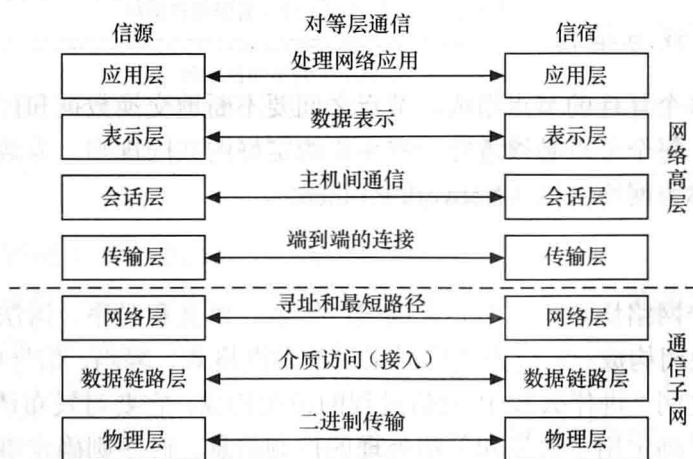 信源 对等层通信 信宿
应用层 处理网络应用 应用层
表示层 数据表示 表示层
会话层 主机间通信 会话层
传输层 端到端的连接 传输层
网络高层
网络层 寻址和最短路径 网络层
数据链路层 介质访问(接入) 数据链路层
物理层 二进制传输 物理层
通信子网